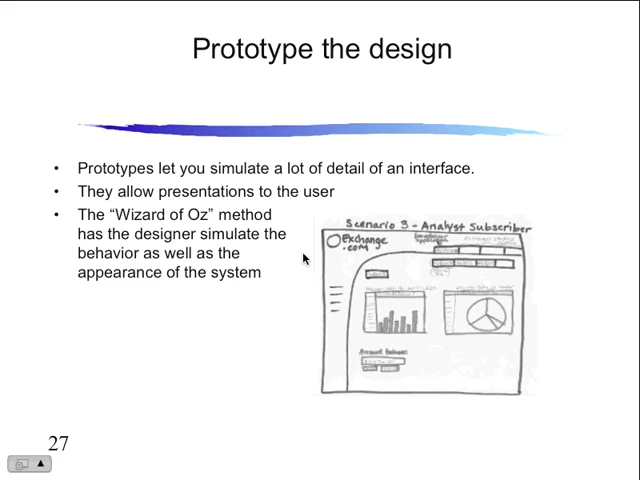 Prototype the design
• Prototypes let you simulate a lot of detail of an interface.
• They allow presentations to the user
• The “Wizard of Oz” method
has the designer simulate the
behavior as well as the
appearance of the system
Scenario 3 - Analyst Subscriber
Exchange
.com
Account balance
27